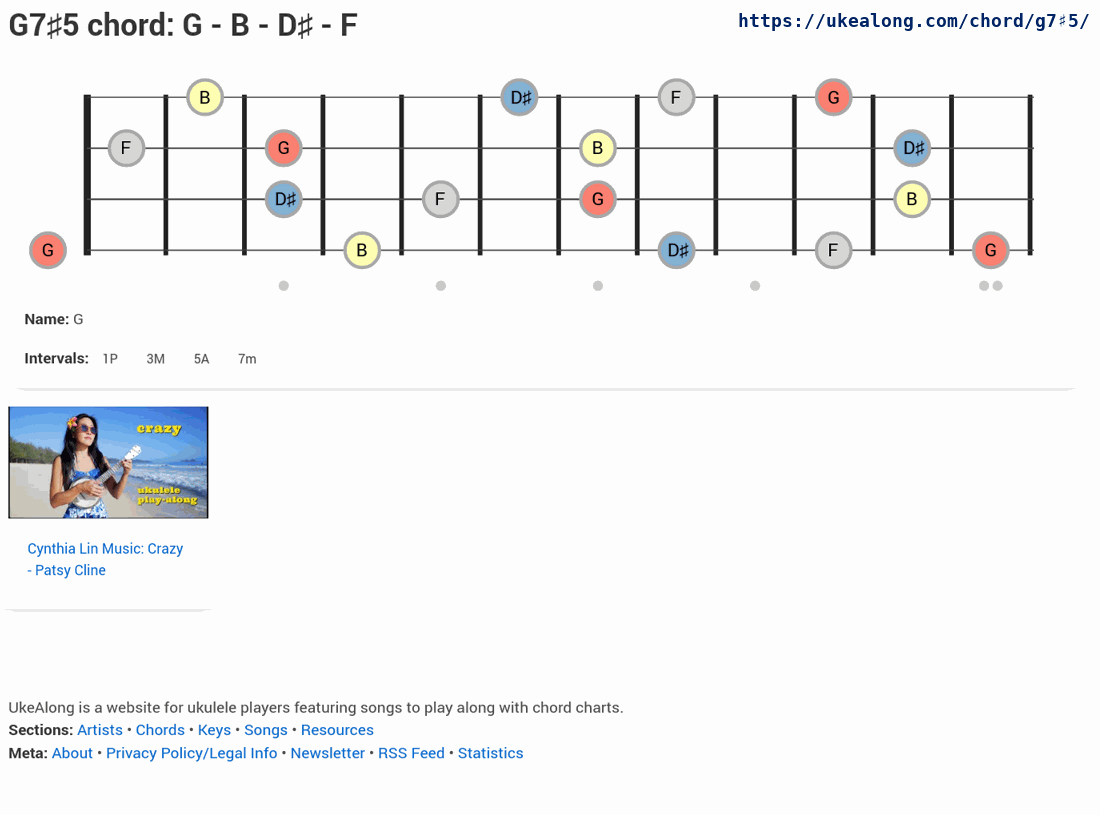 G7♯5 chord: G - B - D♯ - F
https://ukealong.com/chord/g7♯5/
B D♯ F G
F G B D♯
D♯ F G B
G B D♯ F G
Name: G
Intervals: 1P 3M 5A 7m
crazy
ukulele
play-along
Cynthia Lin Music: Crazy
- Patsy Cline
UkeAlong is a website for ukulele players featuring songs to play along with chord charts.
Sections: Artists • Chords • Keys • Songs • Resources
Meta: About • Privacy Policy/Legal Info • Newsletter • RSS Feed • Statistics